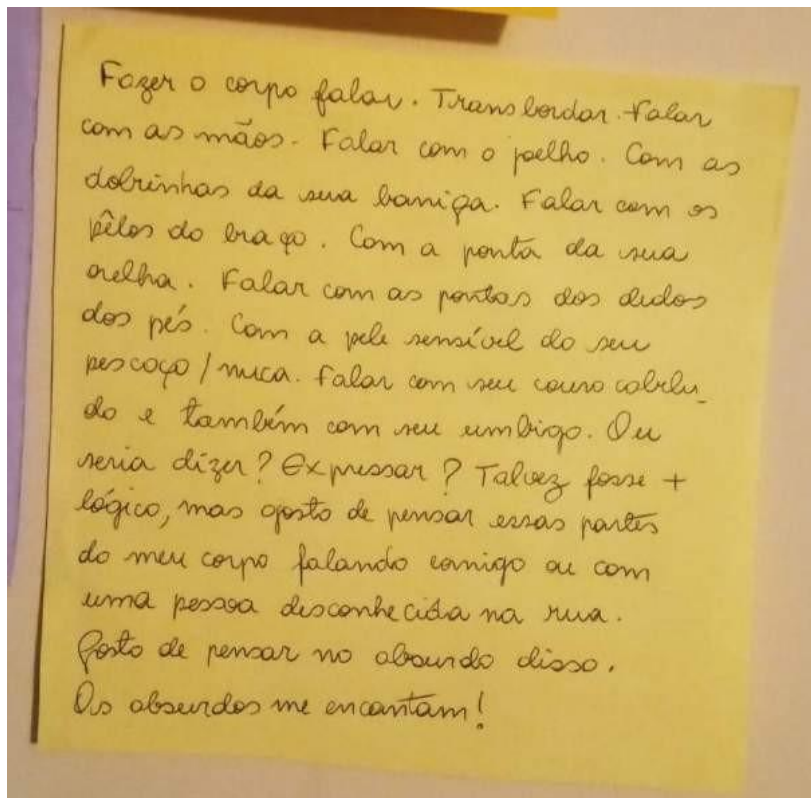 Fazer o corpo falar. Transbordar. Falar
com as mãos. Falar com o joelho. Com as
dobrinhas da sua barriga. Falar com os
pêlos do braço. Com a ponta da sua
orelha. Falar com as pontas dos dedos
dos pés. Com a pele sensível do seu
pescoço/nuca. Falar com seu couro cabelu_
do e também com seu umbigo. Ou
seria dizer? Expressar? Talvez fosse +
lógico, mas gosto de pensar essas partes
do meu corpo falando comigo ou com
uma pessoa desconhecida na rua.
Gosto de pensar no absurdo disso.
Os absurdos me encantam!